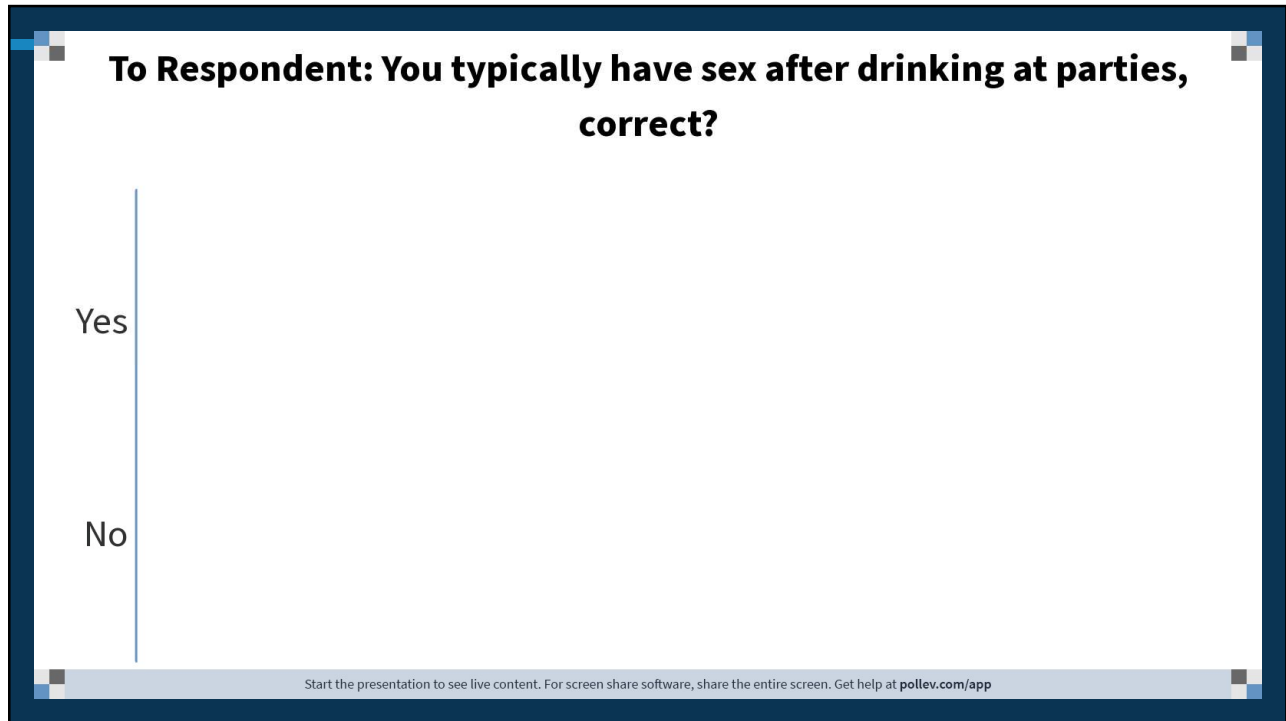 To Respondent: You typically have sex after drinking at parties,
correct?
Yes
No
Start the presentation to see live content. For screen share software, share the entire screen. Get help at pollev.com/app